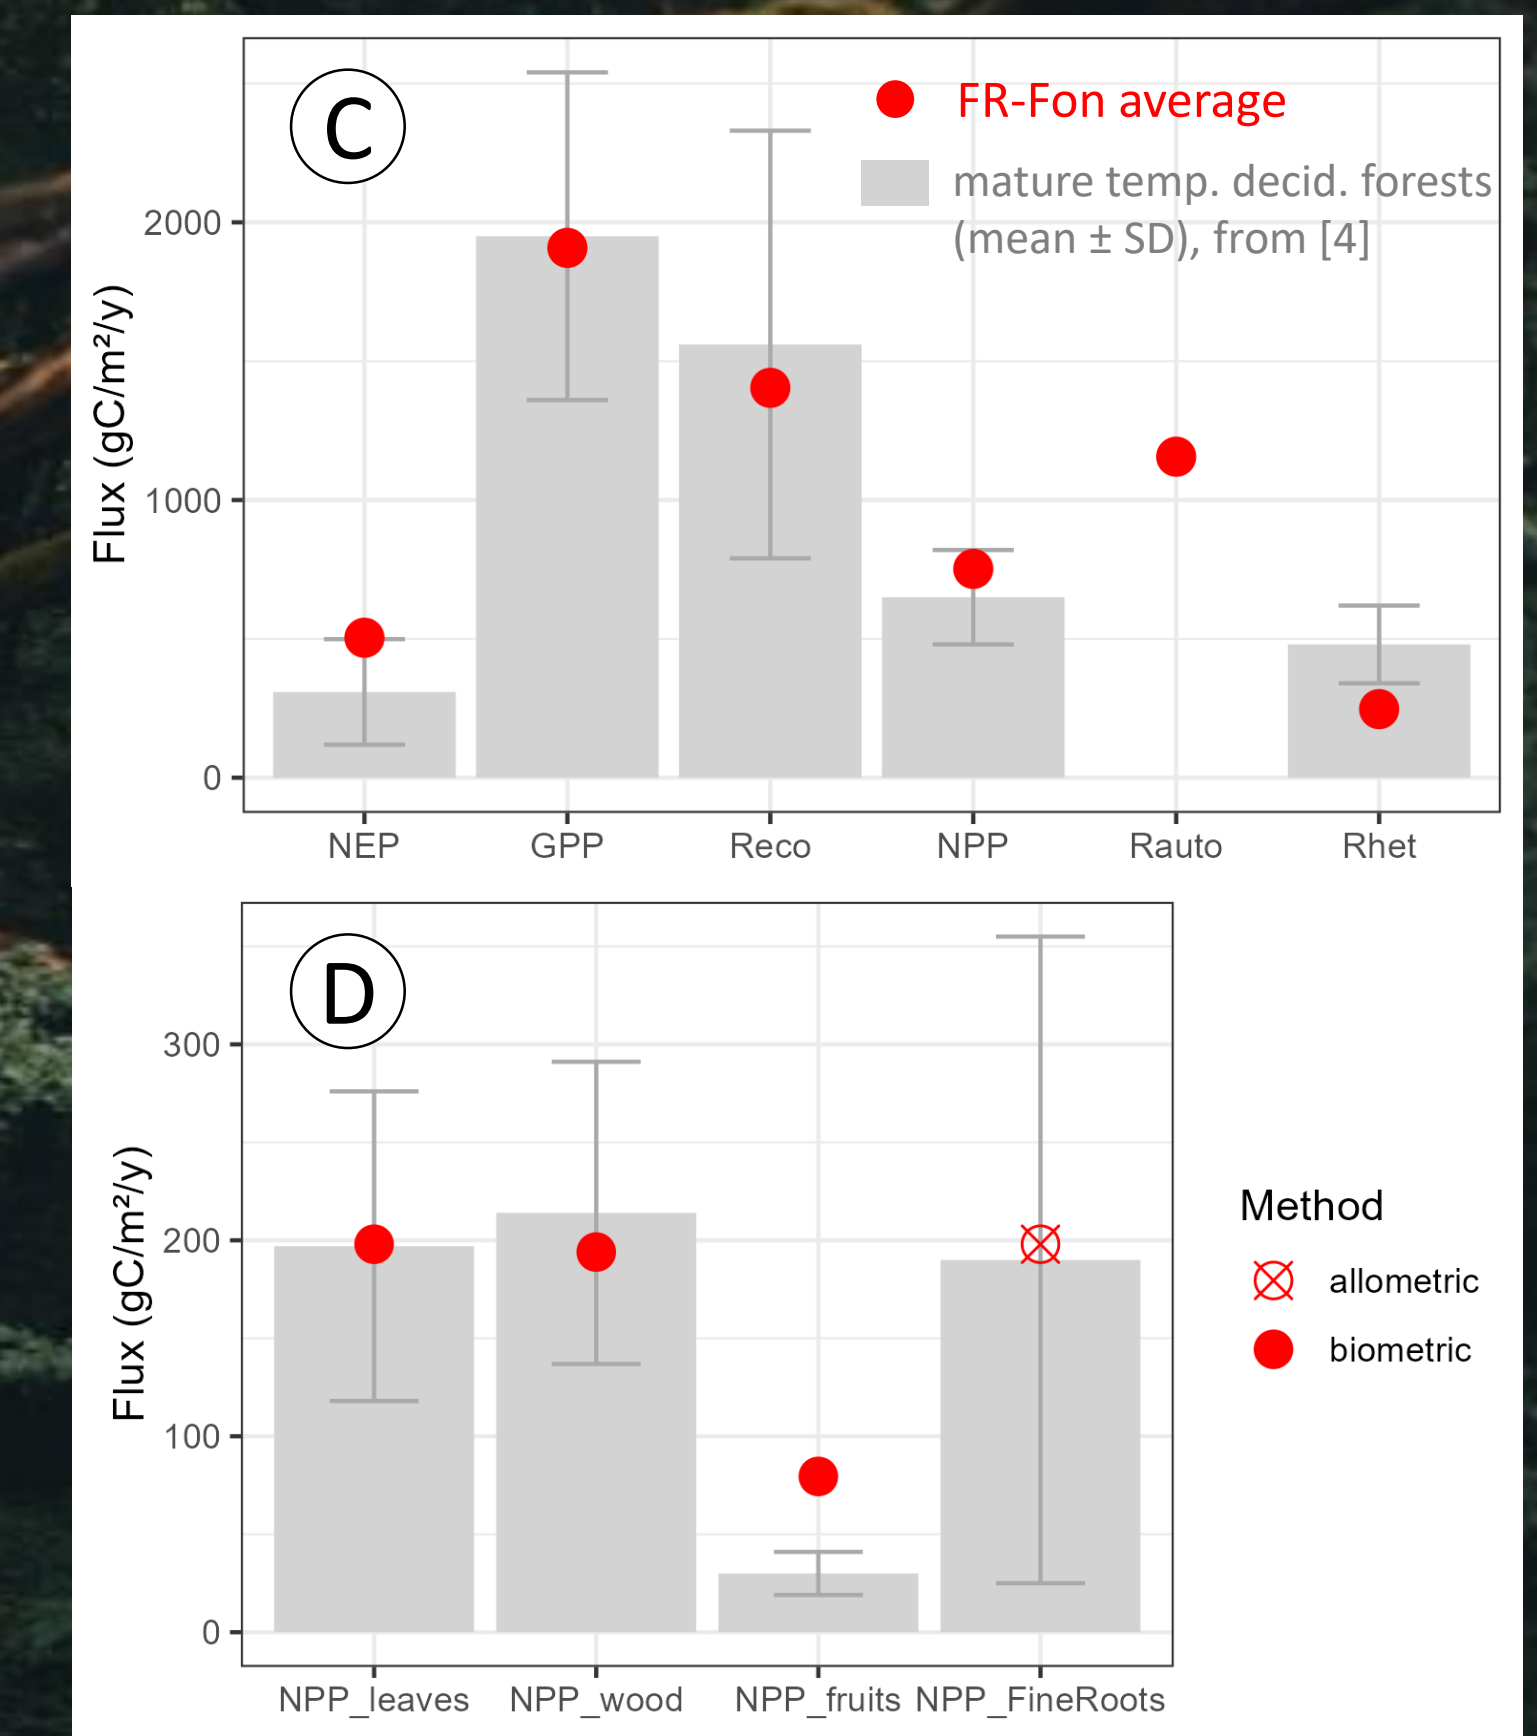 C
FR-Fon average
mature temp. decid. forests
(mean ± SD), from [4]
Flux (gC/m²/y)
2000
1000
0
NEP GPP Reco NPP Rauto Rhet
D
Flux (gC/m²/y)
300
200
100
0
NPP_leaves NPP_wood NPP_fruits NPP_FineRoots
Method
allometric
biometric